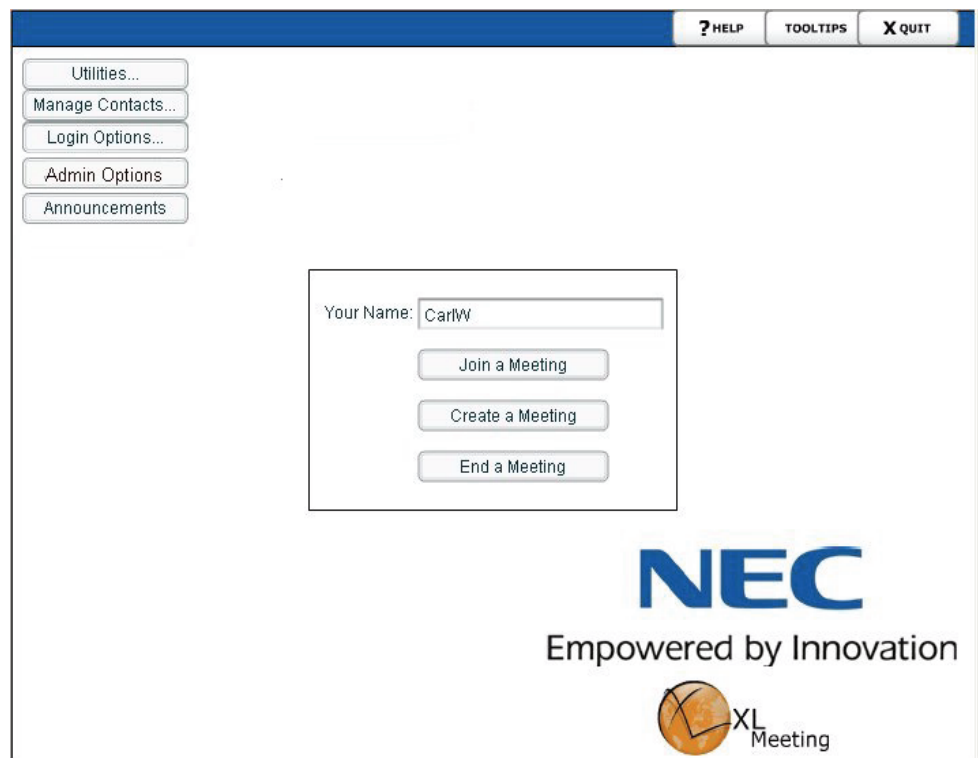 ? HELP TOOLTIPS X QUIT
Utilities...
Manage Contacts...
Login Options...
Admin Options
Announcements
Your Name: CarlW
Join a Meeting
Create a Meeting
End a Meeting
NEC
Empowered by Innovation
XL
Meeting